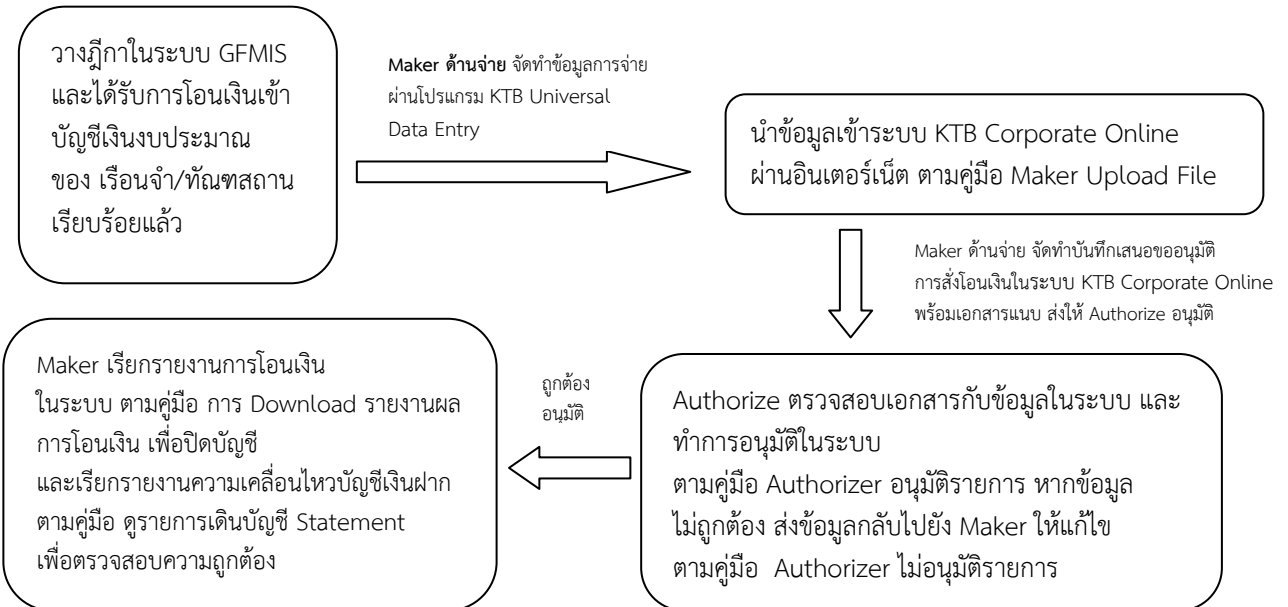 วางฎีกาในระบบ GFMIS
และได้รับการโอนเงินเข้า
บัญชีเงินงบประมาณ
ของ เรือนจำ/ทัณฑสถาน
เรียบร้อยแล้ว
Maker ด้านจ่าย จัดทำข้อมูลการจ่าย
ผ่านโปรแกรม KTB Universal
Data Entry
นำข้อมูลเข้าระบบ KTB Corporate Online
ผ่านอินเตอร์เน็ต ตามคู่มือ Maker Upload File
Maker ด้านจ่าย จัดทำบันทึกเสนอขออนุมัติ
การสั่งโอนเงินในระบบ KTB Corporate Online
พร้อมเอกสารแนบ ส่งให้ Authorize อนุมัติ
Authorize ตรวจสอบเอกสารกับข้อมูลในระบบ และ
ทำการอนุมัติในระบบ
ตามคู่มือ Authorizer อนุมัติรายการ หากข้อมูล
ไม่ถูกต้อง ส่งข้อมูลกลับไปยัง Maker ให้แก้ไข
ตามคู่มือ Authorizer ไม่อนุมัติรายการ
ถูกต้อง
อนุมัติ
Maker เรียกรายงานการโอนเงิน
ในระบบ ตามคู่มือ การ Download รายงานผล
การโอนเงิน เพื่อปิดบัญชี
และเรียกรายงานความเคลื่อนไหวบัญชีเงินฝาก
ตามคู่มือ ดูรายการเดินบัญชี Statement
เพื่อตรวจสอบความถูกต้อง